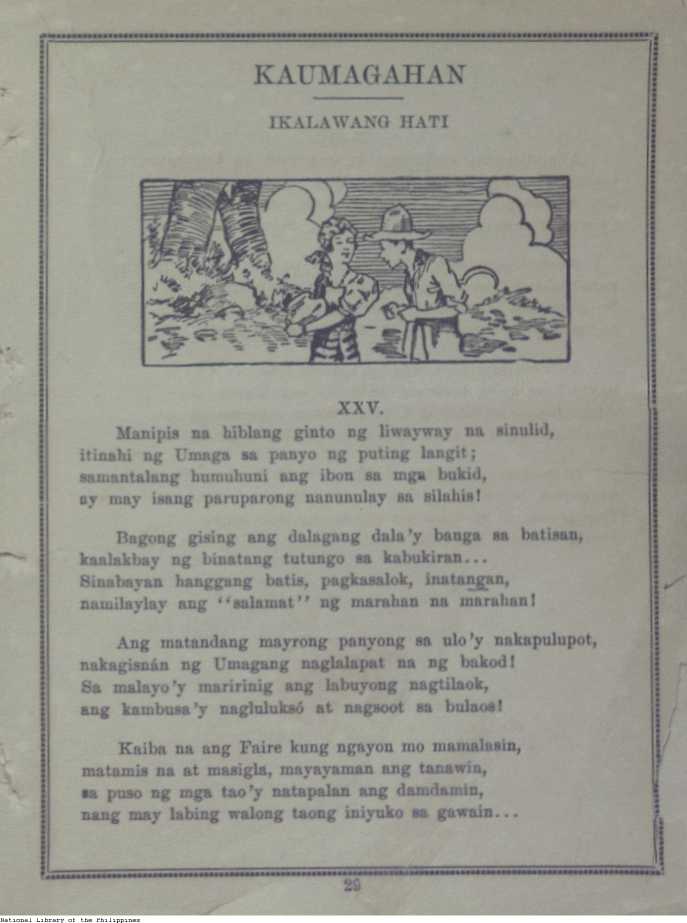 KAUMAGAHAN
IKALAWANG HATI
XXV.
Manipis na hiblang ginto ng liwayway na sinulid,
itinahi ng Umaga sa panyo ng puting langit;
samantalang humuhuni ang ibon sa mga bukid,
ay may isang paruparong nanunulay sa silahis!
Bagong gising ang dalagang dala'y banga sa batisan,
kaalakbay ng binatang tutungo sa kabukiran...
Sinabayan hanggang batis, pagkasalok, inatangan,
namilaylay ang "salamat" ng marahan na marahan!
Ang matandang mayrong panyong sa ulo'y nakapulupot,
nakagisnán ng Umagang naglalapat na ng bakod!
Sa malayo'y maririnig ang labuyong nagtilaok,
ang kambusa'y nagluluksó at nagsoot sa bulaos!
Kaiba na ang Faire kung ngayon mo mamalasin,
matamis na at masigla, mayayaman ang tanawin,
sa puso ng mga tao'y natapalan ang damdamin,
nang may labing walong taong iniyuko sa gawain...
29
National Library of the Philippines